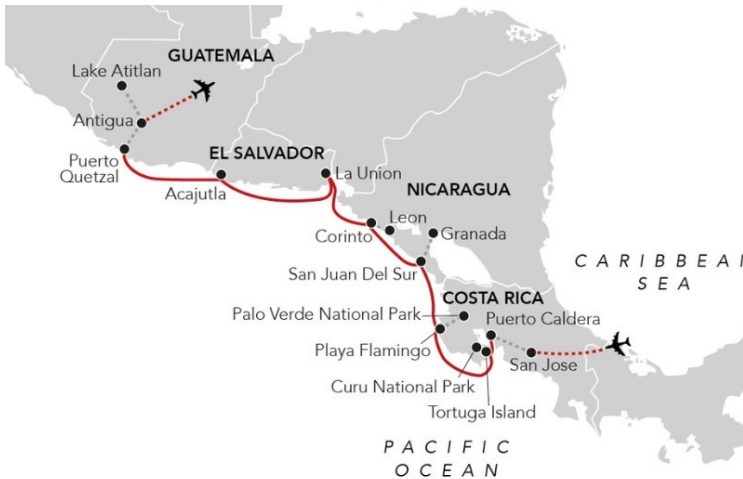 GUATEMALA
Lake Atitlan
Antigua
Puerto
Quetzal
EL SALVADOR
La Union
Acajutla
NICARAGUA
Leon
Corinto
Granada
San Juan Del Sur
CARIBBEAN
SEA
COSTA RICA
Palo Verde National Park
Puerto Caldera
Playa Flamingo
San Jose
Curu National Park
Tortuga Island
PACIFIC
OCEAN